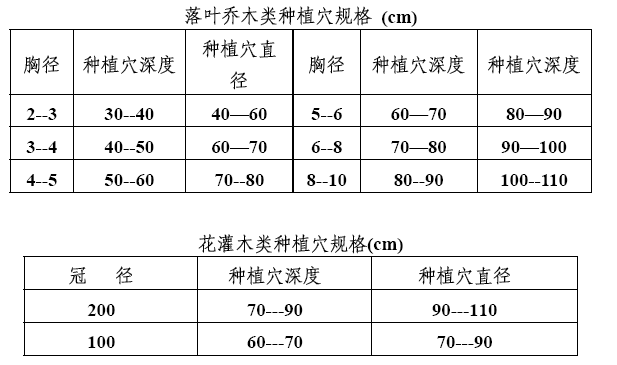 落叶乔木类种植穴规格 (cm)
胸径 种植穴深度 种植穴直径 胸径 种植穴深度 种植穴深度
2--3 30--40 40—60 5--6 60—70 80—90
3--4 40--50 60—70 6--8 70—80 90—100
4--5 50--60 70--80 8--10 80--90 100--110
花灌木类种植穴规格(cm)
冠 径 种植穴深度 种植穴直径
200 70---90 90---110
100 60---70 70---90